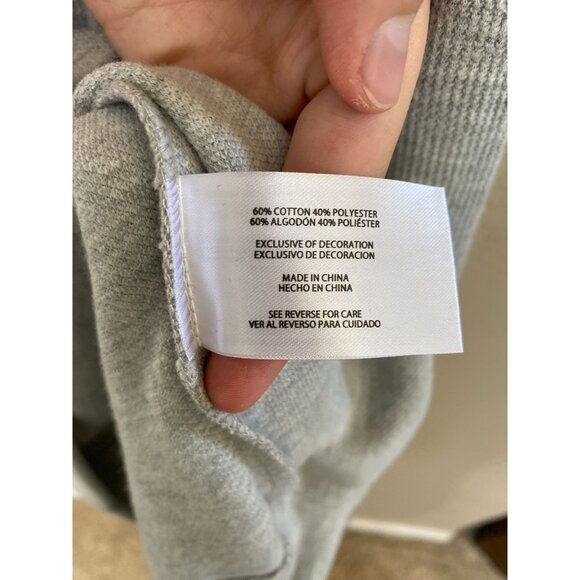 60% COTTON 40% POLYESTER
60% ALGODÓN 40% POLIÉSTER
EXCLUSIVE OF DECORATION
EXCLUSIVO DE DECORACION
MADE IN CHINA
HECHO EN CHINA
SEE REVERSE FOR CARE
VER AL REVERSO PARA CUIDADO